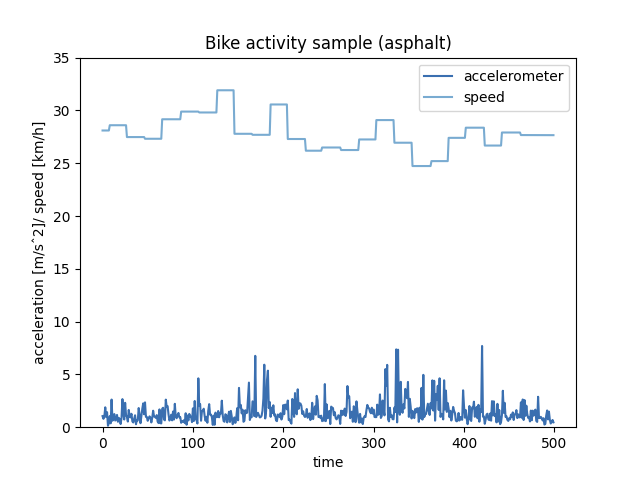 Bike activity sample (asphalt)
accelerometer
speed
acceleration [m/sˆ2]/ speed [km/h]
35
30
25
20
15
10
5
0
0 100 200 300 400 500
time